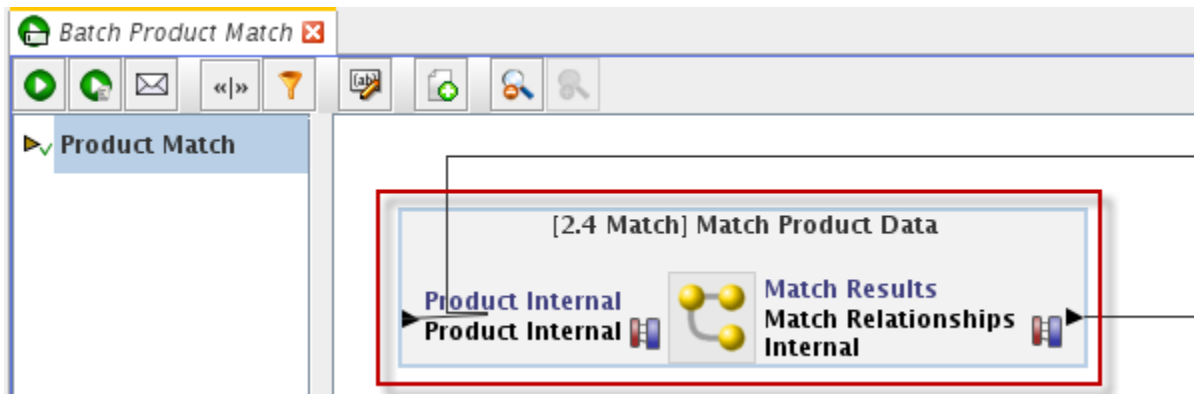 Batch Product Match
«|»
[ab]
Product Match
[2.4 Match] Match Product Data
Product Internal
Product Internal
Match Results
Match Relationships
Internal